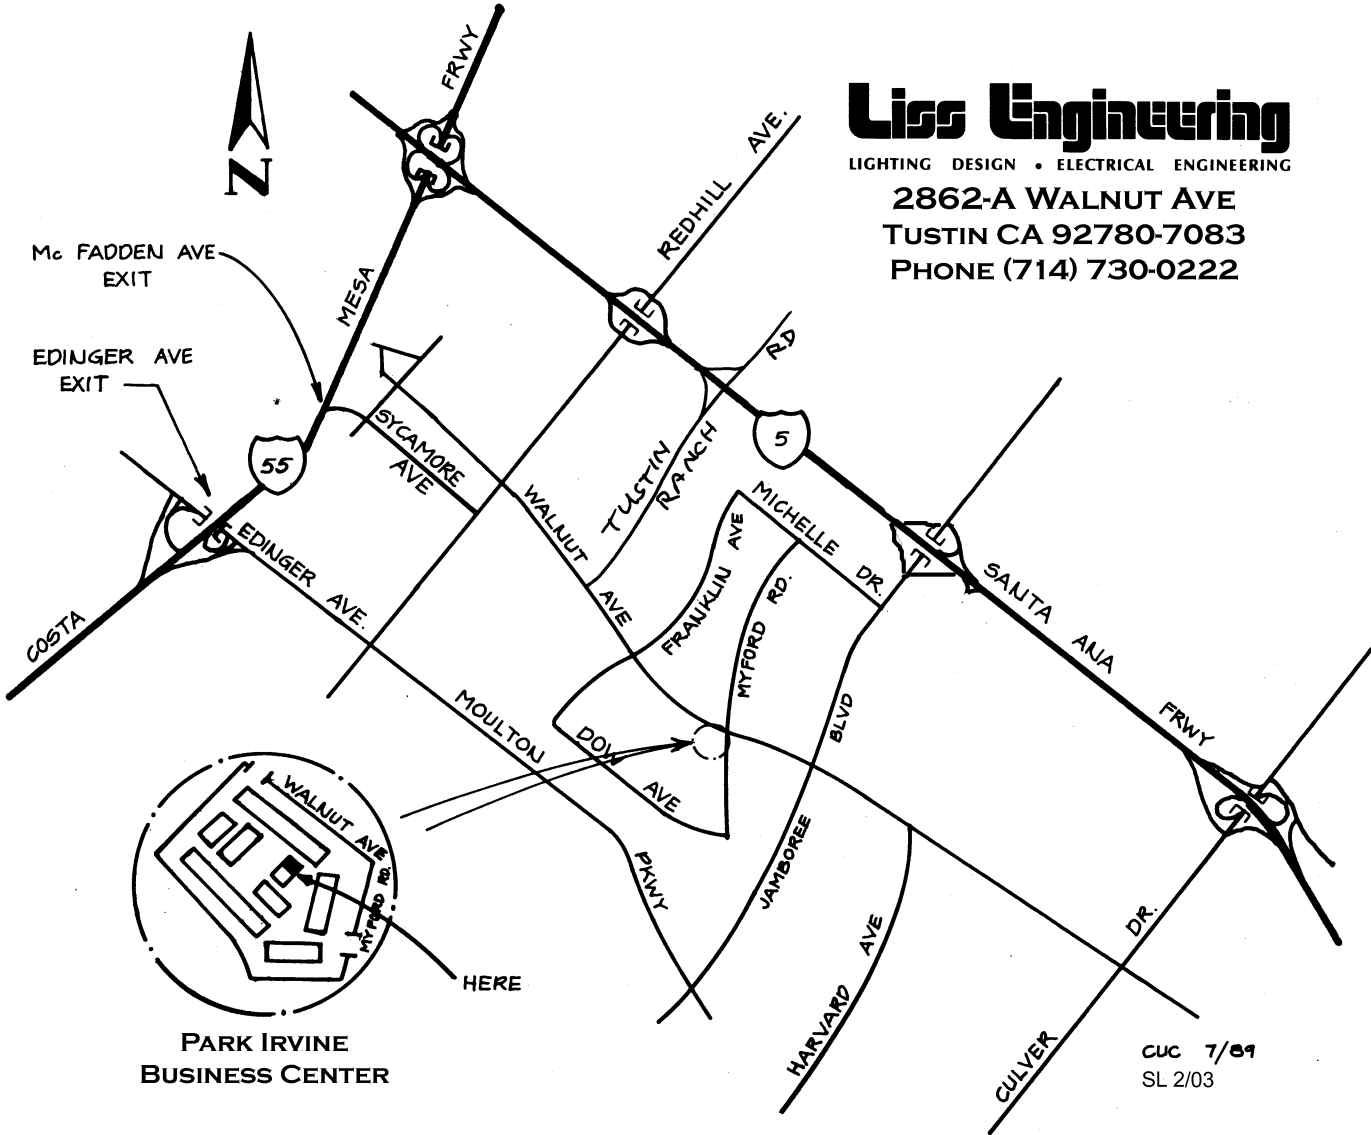 FRWY
N
Liss Engineering
LIGHTING DESIGN • ELECTRICAL ENGINEERING
2862-A WALNUT AVE
TUSTIN CA 92780-7083
PHONE (714) 730-0222
REDHILL AVE.
Mc FADDEN AVE
EXIT
MESA
EDINGER AVE
EXIT
RD
SYCAMORE
AVE
55
5
TUSTIN
RANCH
WALNUT AVE
MICHELLE DR.
FRANKLIN AVE
MYFORD RD.
EDINGER AVE.
COSTA
SANTA ANA FRWY
MOULTON PKWY
DOW AVE
JAMBOREE BLVD
HARVARD AVE
CULVER DR.
WALNUT AVE
MYFORD RD.
HERE
PARK IRVINE
BUSINESS CENTER
CUC 7/89
SL 2/03